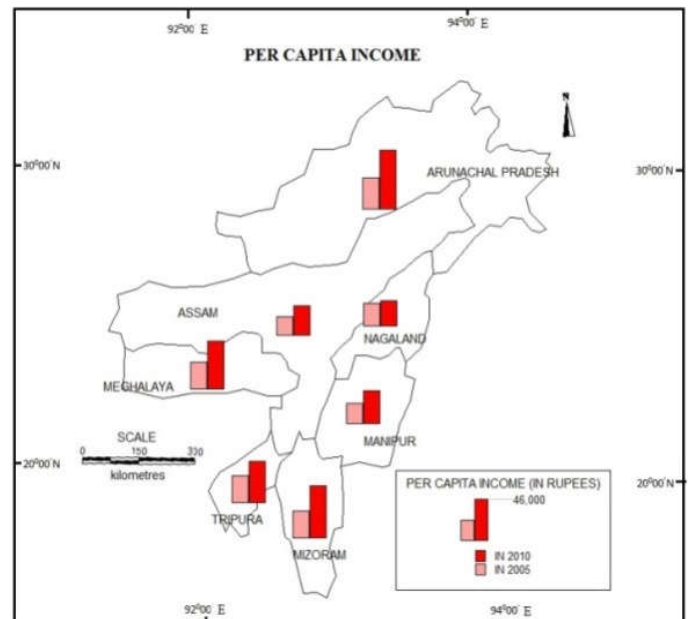 92°00' E
94°00' E
PER CAPITA INCOME
N
30°00' N
30°00' N
ARUNACHAL PRADESH
ASSAM
NAGALAND
MEGHALAYA
MANIPUR
SCALE
0 150 300
kilometres
20°00' N
20°00' N
TRIPURA
MIZORAM
PER CAPITA INCOME (IN RUPEES)
46,000
IN 2010
IN 2005
92°00' E
94°00' E